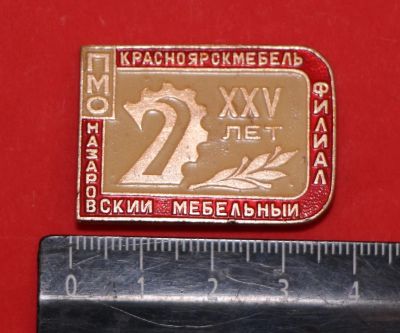 ПМО
КРАСНОЯРСКМЕБЕЛЬ
ФИЛИАЛ
НАЗАРОВСКИЙ МЕБЕЛЬНЫЙ
XXV
ЛЕТ
0 1 2 3 4